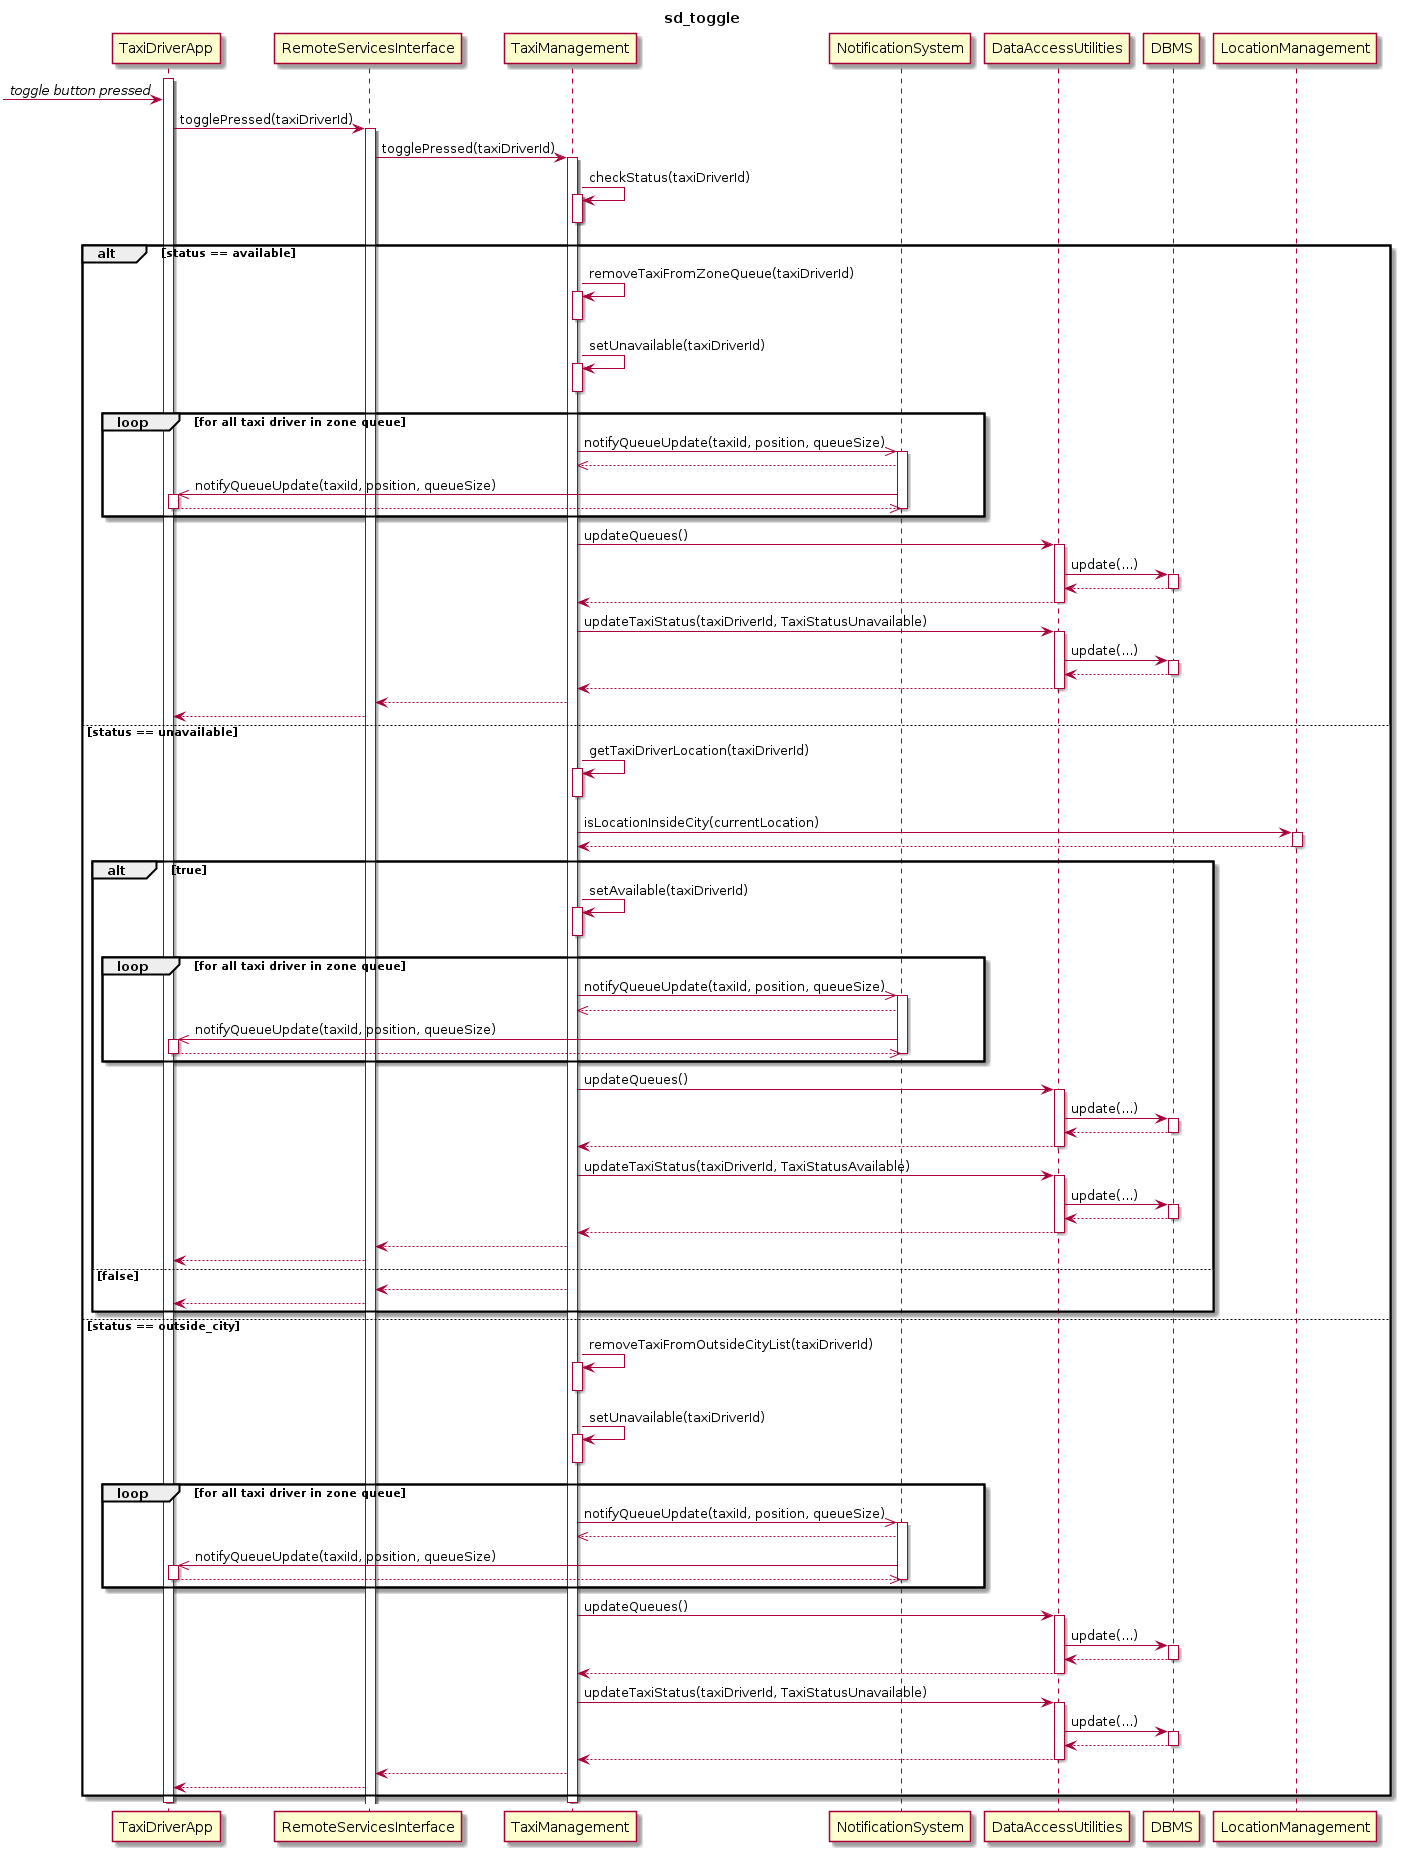 sd_toggle
TaxiDriverApp RemoteServicesInterface TaxiManagement NotificationSystem DataAccessUtilities DBMS LocationManagement
toggle button pressed
togglePressed(taxiDriverId)
togglePressed(taxiDriverId)
checkStatus(taxiDriverId)
alt [status == available]
removeTaxiFromZoneQueue(taxiDriverId)
setUnavailable(taxiDriverId)
loop [for all taxi driver in zone queue]
notifyQueueUpdate(taxiId, position, queueSize)
notifyQueueUpdate(taxiId, position, queueSize)
updateQueues()
update(...)
updateTaxiStatus(taxiDriverId, TaxiStatusUnavailable)
update(...)
[status == unavailable]
getTaxiDriverLocation(taxiDriverId)
isLocationInsideCity(currentLocation)
alt [true]
setAvailable(taxiDriverId)
loop [for all taxi driver in zone queue]
notifyQueueUpdate(taxiId, position, queueSize)
notifyQueueUpdate(taxiId, position, queueSize)
updateQueues()
update(...)
updateTaxiStatus(taxiDriverId, TaxiStatusAvailable)
update(...)
[false]
[status == outside_city]
removeTaxiFromOutsideCityList(taxiDriverId)
setUnavailable(taxiDriverId)
loop [for all taxi driver in zone queue]
notifyQueueUpdate(taxiId, position, queueSize)
notifyQueueUpdate(taxiId, position, queueSize)
updateQueues()
update(...)
updateTaxiStatus(taxiDriverId, TaxiStatusUnavailable)
update(...)
TaxiDriverApp RemoteServicesInterface TaxiManagement NotificationSystem DataAccessUtilities DBMS LocationManagement